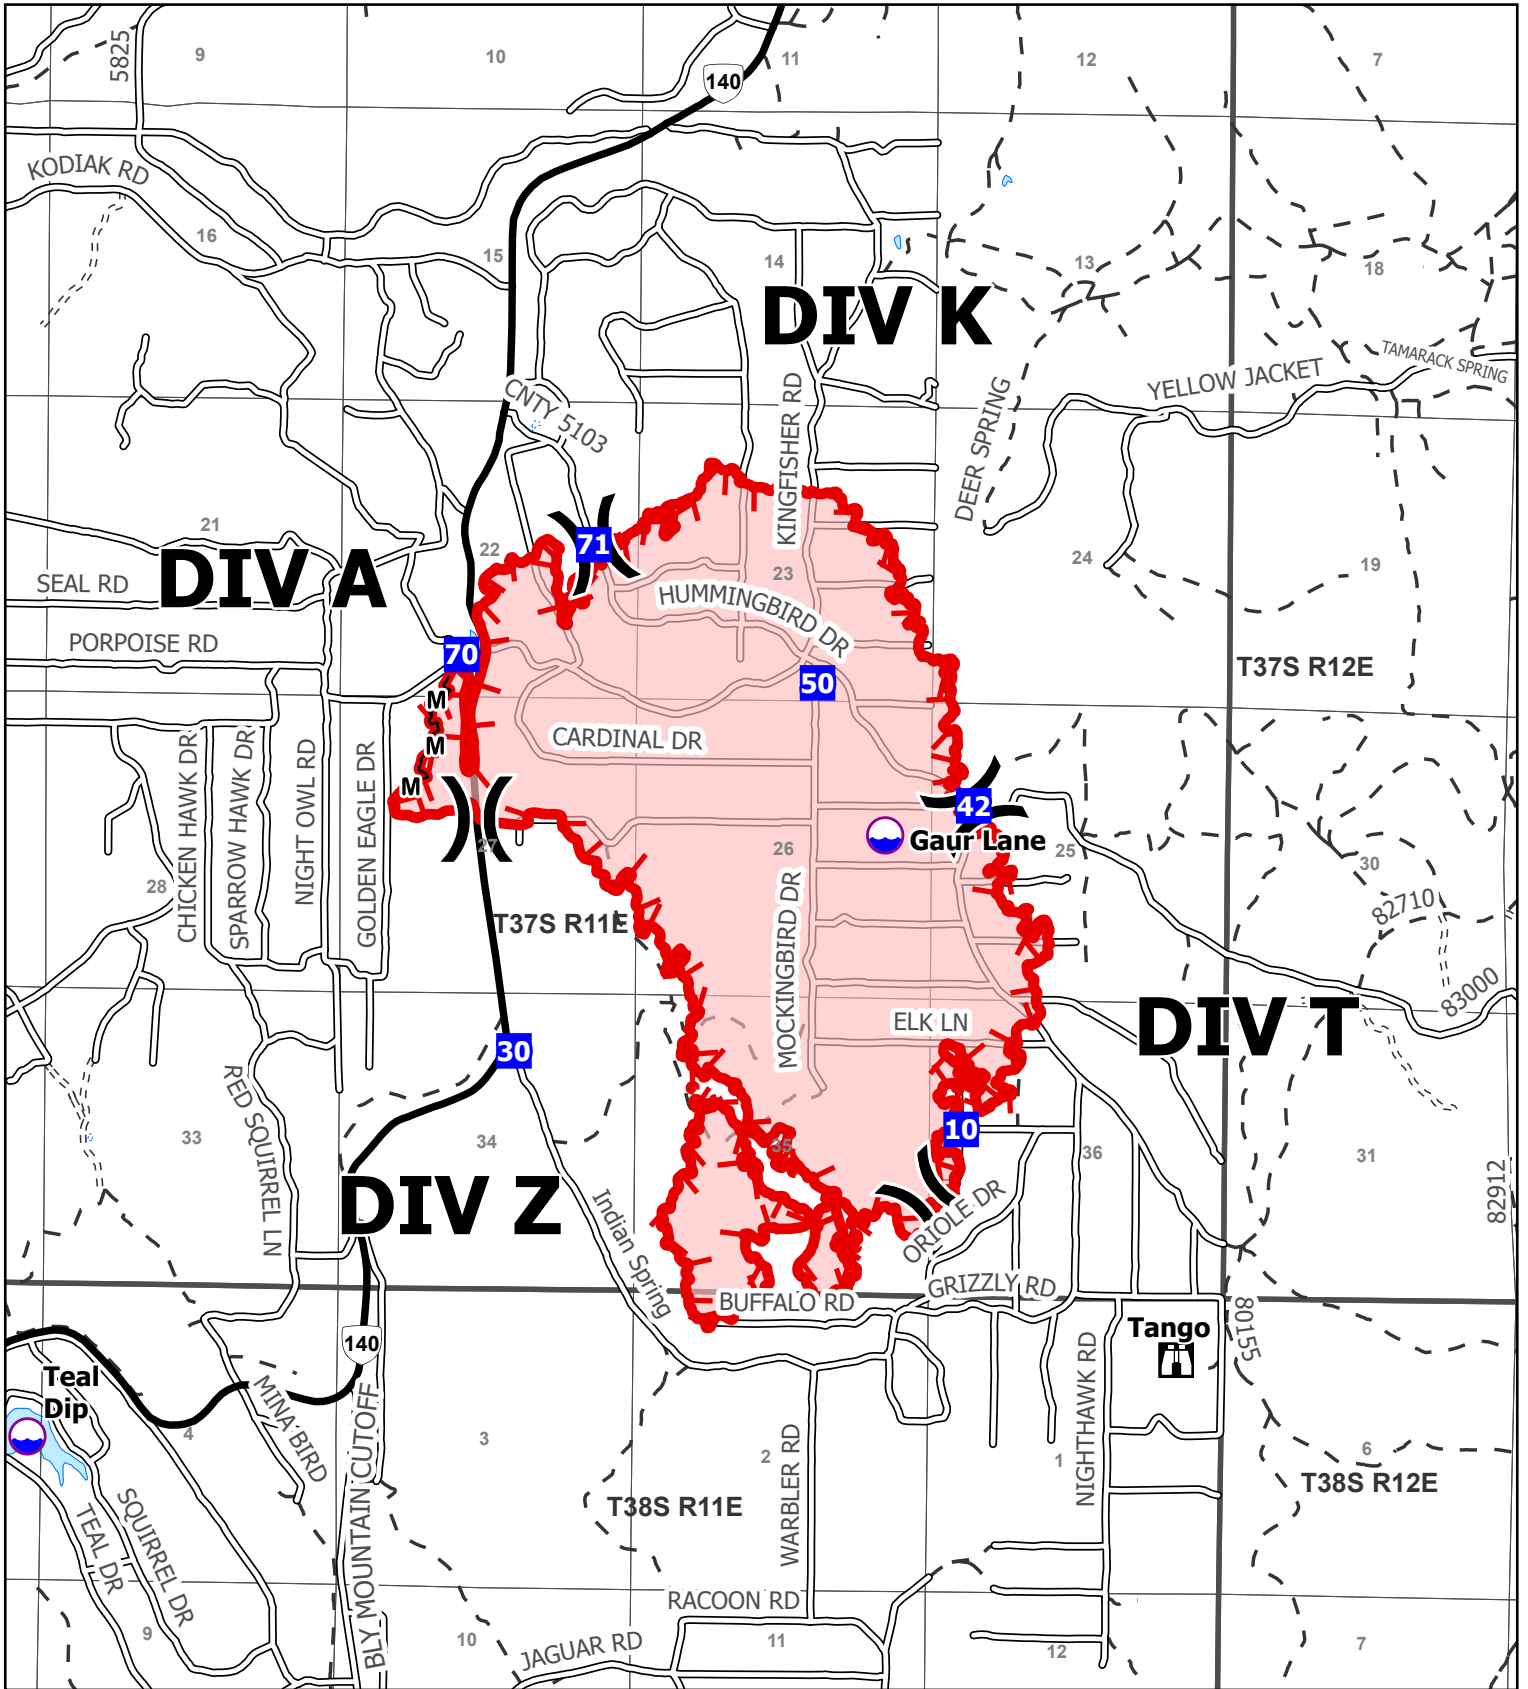 5825
9
10
11
12
7
140
KODIAK RD
16
15
14
13
18
DIV K
CNTY 5103
KINGFISHER RD
DEER SPRING
YELLOW JACKET
TAMARACK SPRING
21
22
71
23
24
19
DIV A
SEAL RD
HUMMINGBIRD DR
PORPOISE RD
70
50
T37S R12E
M
M
M
CARDINAL DR
CHICKEN HAWK DR
SPARROW HAWK DR
NIGHT OWL RD
GOLDEN EAGLE DR
42
Gaur Lane
27
26
25
30
28
MOCKINGBIRD DR
82710
T37S R11E
83000
ELK LN
DIV T
30
RED SQUIRREL LN
10
33
34
35
36
31
82912
DIV Z
Indian Spring
ORIOLE DR
GRIZZLY RD
BUFFALO RD
80155
140
Tango
Teal
Dip
MINA BIRD
BLY MOUNTAIN CUTOFF
NIGHTHAWK RD
4
3
2
1
6
WARBLER RD
T38S R12E
T38S R11E
TEAL DR
SQUIRREL DR
RACOON RD
JAGUAR RD
9
10
11
12
7